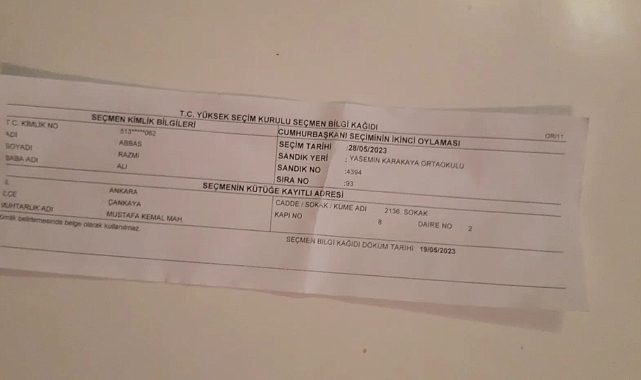 T.C. YÜKSEK SEÇİM KURULU SEÇMEN BİLGİ KAĞIDI
SEÇMEN KİMLİK BİLGİLERİ
T.C. KİMLİK NO 513*****062
ADI ABBAS
SOYADI RAZMİ
BABA ADI ALİ
CUMHURBAŞKANI SEÇİMİNİN İKİNCİ OYLAMASI
SEÇİM TARİHİ :28/05/2023
SANDIK YERİ : YASEMİN KARAKAYA ORTAOKULU
SANDIK NO :4394
SIRA NO :93
SEÇMENİN KÜTÜĞE KAYITLI ADRESİ
İL ANKARA
İLÇE ÇANKAYA
MUHTARLIK ADI MUSTAFA KEMAL MAH
CADDE / SOKAK / KÜME ADI 2136. SOKAK
KAPI NO 8 DAİRE NO 2
belirlemesinde belge olarak kullanılmaz.
SEÇMEN BİLGİ KAĞIDI DÖKÜM TARİHİ: 19/05/2023